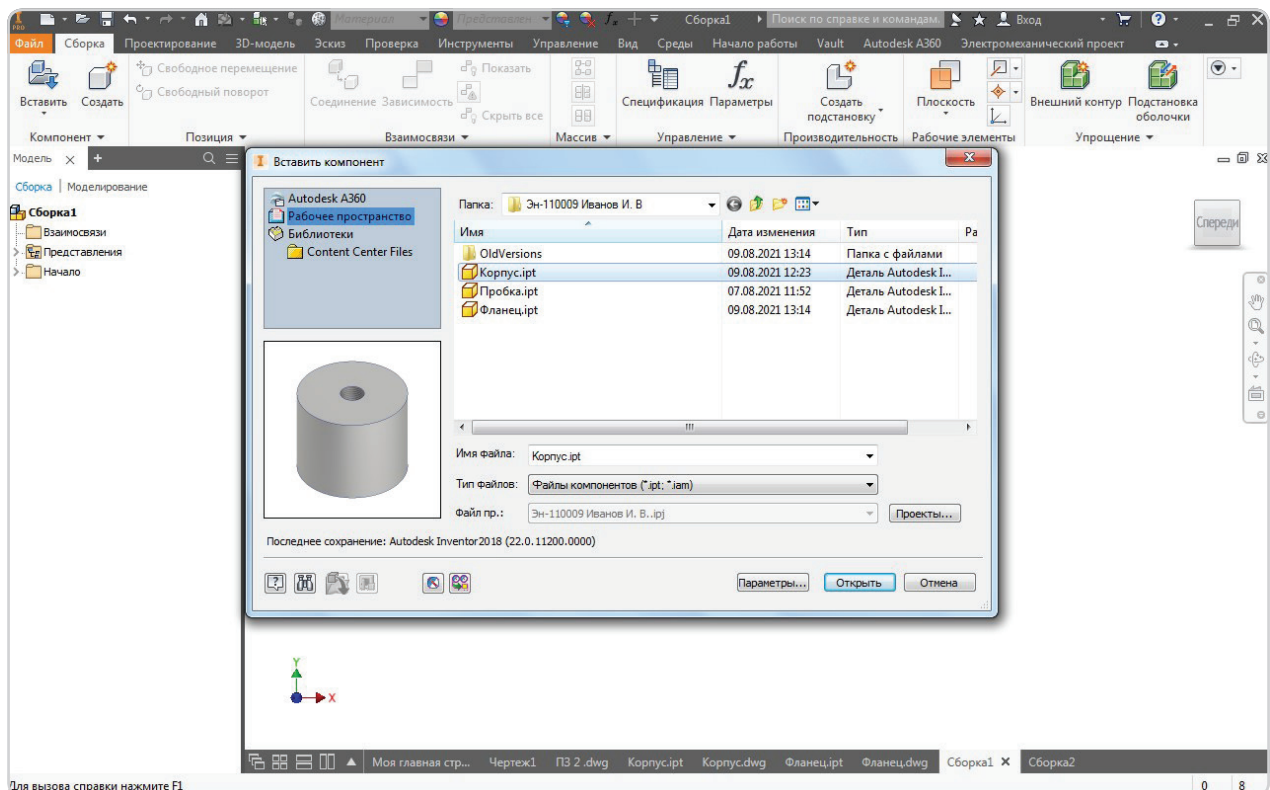 PRO Материал Представлен fx Сборка1 Поиск по справке и командам. Вход
Файл Сборка Проектирование 3D-модель Эскиз Проверка Инструменты Управление Вид Среды Начало работы Vault Autodesk A360 Электромеханический проект
Вставить Создать
Компонент
Свободное перемещение
Свободный поворот
Позиция
Соединение Зависимость
Показать
Скрыть все
Взаимосвязи
Массив
Спецификация Параметры
Управление
Создать подстановку
Производительность
Плоскость
Рабочие элементы
Внешний контур Подстановка оболочки
Упрощение
Модель
Сборка | Моделирование
Сборка1
Взаимосвязи
Представления
Начало
Вставить компонент
Autodesk A360
Рабочее пространство
Библиотеки
Content Center Files
Папка: Эн-110009 Иванов И. В
Имя Дата изменения Тип Ра
OldVersions 09.08.2021 13:14 Папка с файлами
Корпус.ipt 09.08.2021 12:23 Деталь Autodesk I...
Пробка.ipt 07.08.2021 11:52 Деталь Autodesk I...
Фланец.ipt 09.08.2021 13:14 Деталь Autodesk I...
Имя файла: Корпус.ipt
Тип файлов: Файлы компонентов (*.ipt; *.iam)
Файл пр.: Эн-110009 Иванов И. В..ipj Проекты...
Последнее сохранение: Autodesk Inventor2018 (22.0.11200.0000)
Параметры... Открыть Отмена
Спереди
Y
X
Моя главная стр... Чертеж1 ПЗ 2 .dwg Корпус.ipt Корпус.dwg Фланец.ipt Фланец.dwg Сборка1 Сборка2
Для вызова справки нажмите F1 0 8